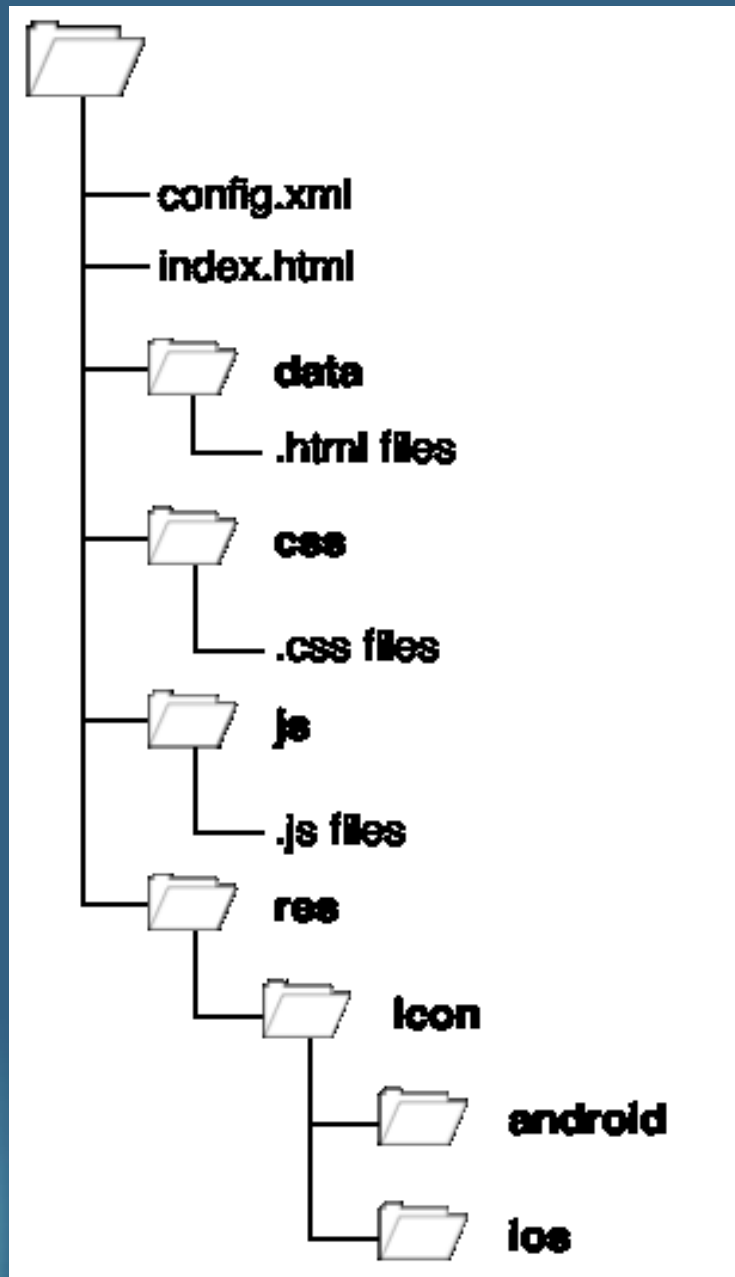 config.xml
index.html
data
.html files
css
.css files
js
.js files
res
icon
android
ios